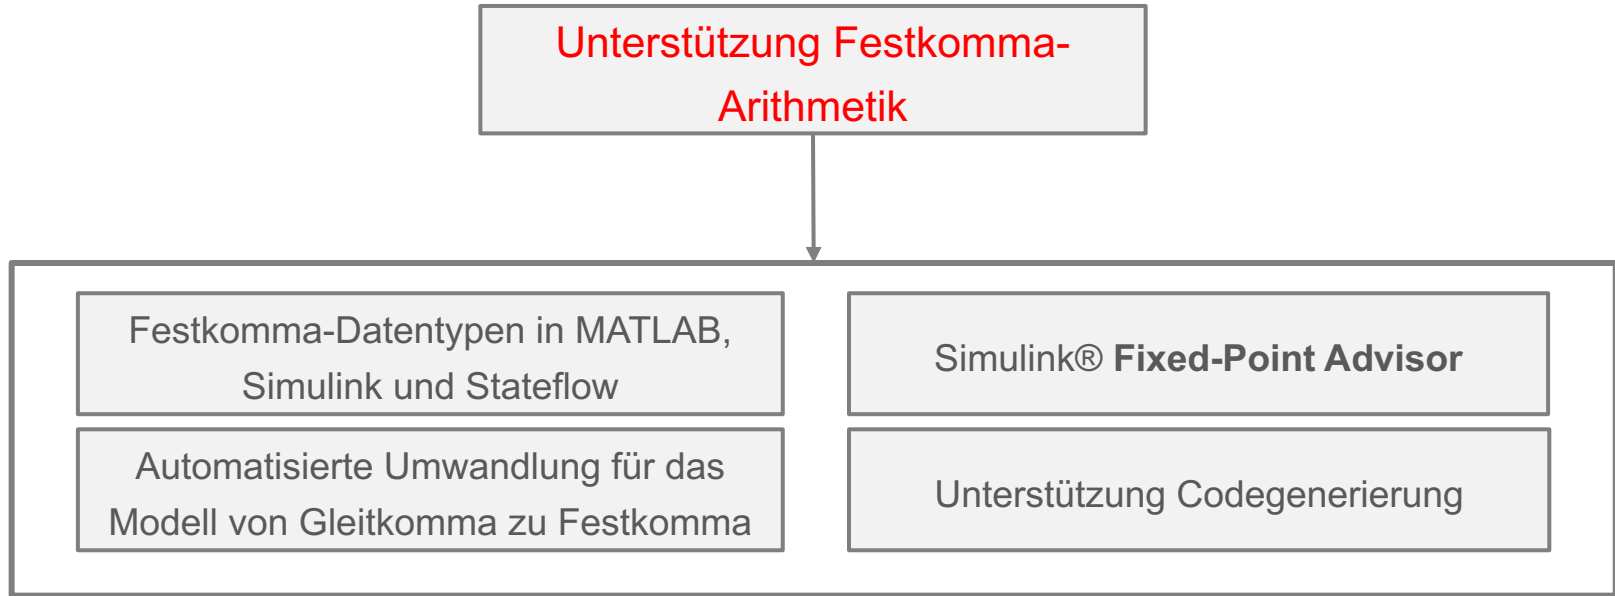 Unterstützung Festkomma-
Arithmetik
Festkomma-Datentypen in MATLAB,
Simulink und Stateflow
Simulink® Fixed-Point Advisor
Automatisierte Umwandlung für das
Modell von Gleitkomma zu Festkomma
Unterstützung Codegenerierung